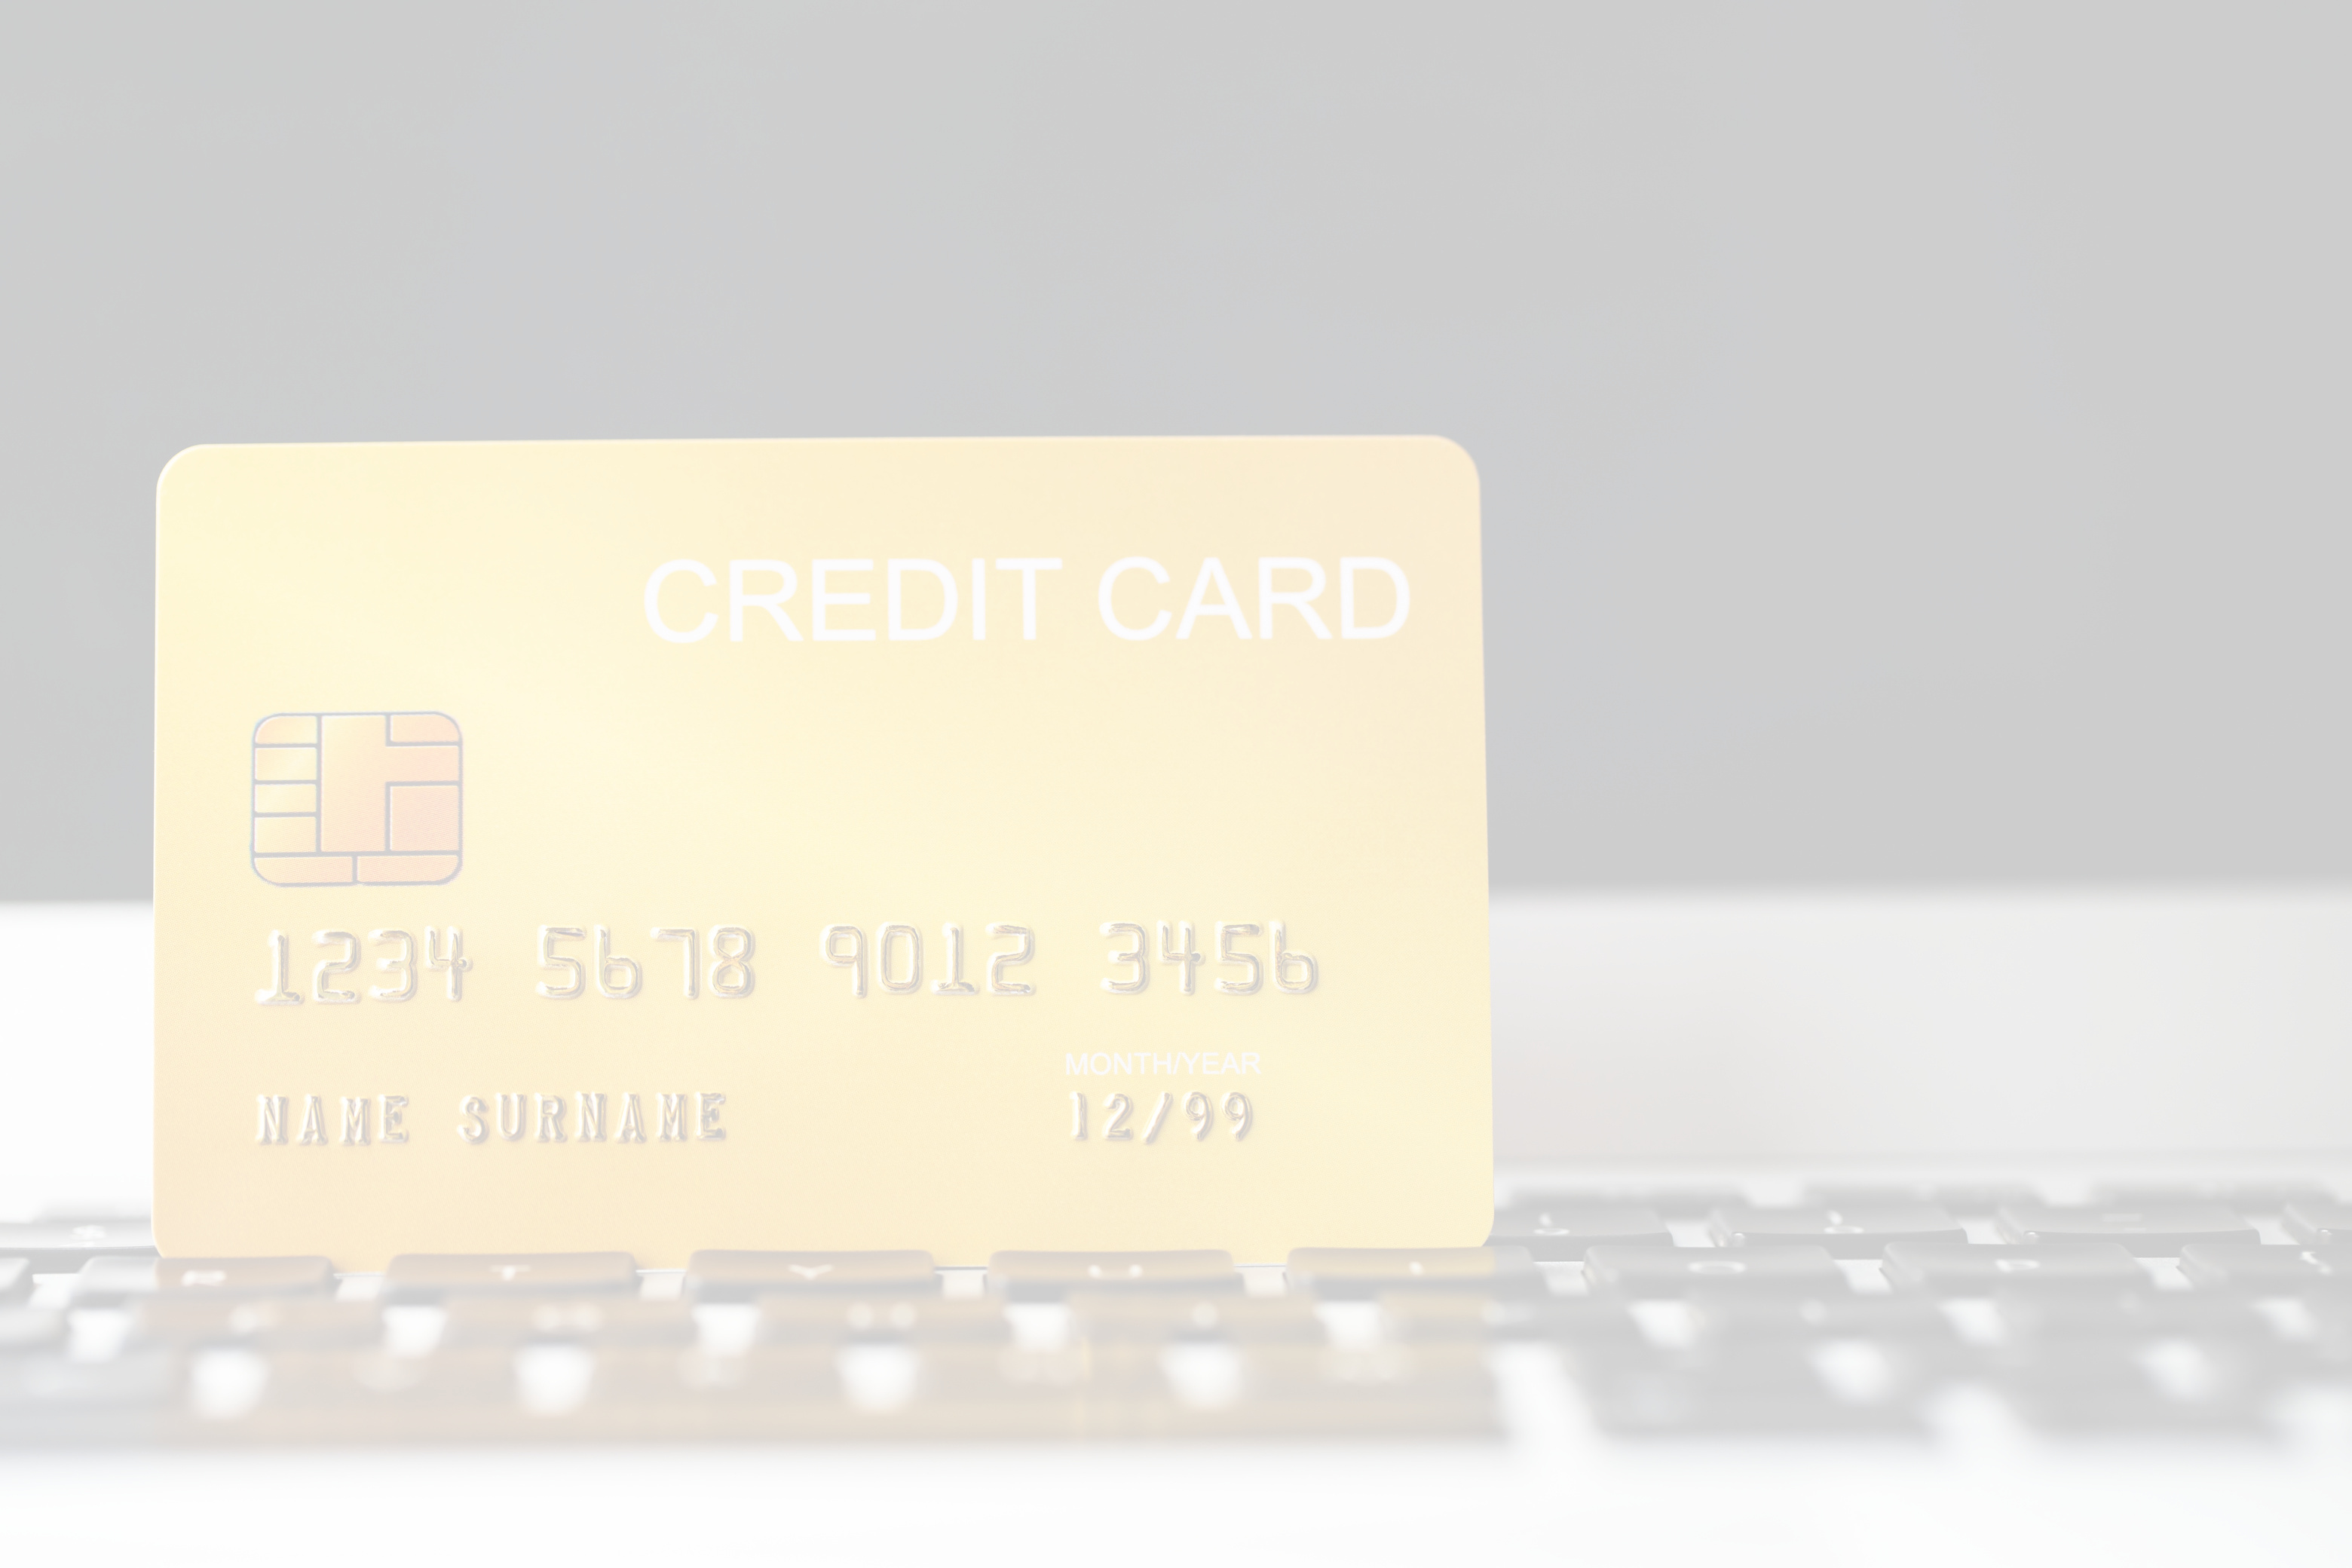 CREDIT CARD
1234 5678 9012 3456
MONTH/YEAR
NAME SURNAME 12/99